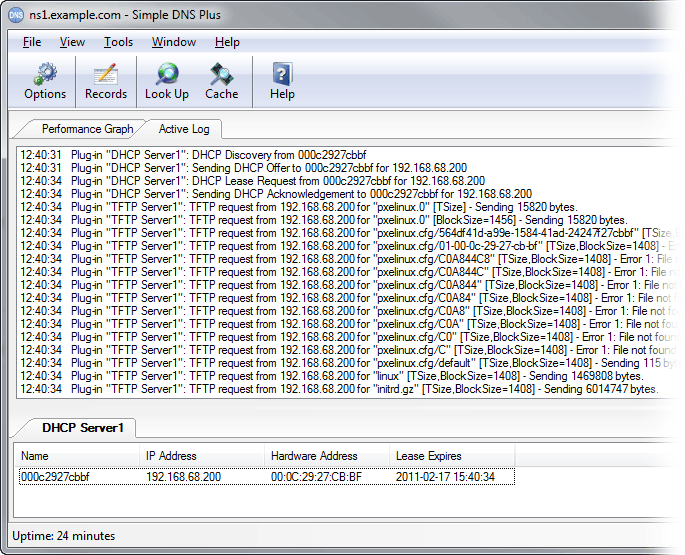 DNS ns1.example.com - Simple DNS Plus
File View Tools Window Help
Options Records Look Up Cache Help
Performance Graph Active Log
12:40:31 Plug-in "DHCP Server1": DHCP Discovery from 000c2927cbbf
12:40:31 Plug-in "DHCP Server1": Sending DHCP Offer to 000c2927cbbf for 192.168.68.200
12:40:34 Plug-in "DHCP Server1": DHCP Lease Request from 000c2927cbbf for 192.168.68.200
12:40:34 Plug-in "DHCP Server1": Sending DHCP Acknowledgement to 000c2927cbbf for 192.168.68.200
12:40:34 Plug-in "TFTP Server1": TFTP request from 192.168.68.200 for "pxelinux.0" [TSize] - Sending 15820 bytes.
12:40:34 Plug-in "TFTP Server1": TFTP request from 192.168.68.200 for "pxelinux.0" [BlockSize=1456] - Sending 15820 bytes.
12:40:34 Plug-in "TFTP Server1": TFTP request from 192.168.68.200 for "pxelinux.cfg/564df41d-a99e-1584-41ad-24247f27cbbf" [TSize
12:40:34 Plug-in "TFTP Server1": TFTP request from 192.168.68.200 for "pxelinux.cfg/01-00-0c-29-27-cb-bf" [TSize,BlockSize=1408] - E
12:40:34 Plug-in "TFTP Server1": TFTP request from 192.168.68.200 for "pxelinux.cfg/C0A844C8" [TSize,BlockSize=1408] - Error 1: File n
12:40:34 Plug-in "TFTP Server1": TFTP request from 192.168.68.200 for "pxelinux.cfg/C0A844C" [TSize,BlockSize=1408] - Error 1: File no
12:40:34 Plug-in "TFTP Server1": TFTP request from 192.168.68.200 for "pxelinux.cfg/C0A844" [TSize,BlockSize=1408] - Error 1: File not
12:40:34 Plug-in "TFTP Server1": TFTP request from 192.168.68.200 for "pxelinux.cfg/C0A84" [TSize,BlockSize=1408] - Error 1: File not f
12:40:34 Plug-in "TFTP Server1": TFTP request from 192.168.68.200 for "pxelinux.cfg/C0A8" [TSize,BlockSize=1408] - Error 1: File not fo
12:40:34 Plug-in "TFTP Server1": TFTP request from 192.168.68.200 for "pxelinux.cfg/C0A" [TSize,BlockSize=1408] - Error 1: File not fou
12:40:34 Plug-in "TFTP Server1": TFTP request from 192.168.68.200 for "pxelinux.cfg/C0" [TSize,BlockSize=1408] - Error 1: File not foun
12:40:34 Plug-in "TFTP Server1": TFTP request from 192.168.68.200 for "pxelinux.cfg/C" [TSize,BlockSize=1408] - Error 1: File not found
12:40:34 Plug-in "TFTP Server1": TFTP request from 192.168.68.200 for "pxelinux.cfg/default" [TSize,BlockSize=1408] - Sending 115 byt
12:40:34 Plug-in "TFTP Server1": TFTP request from 192.168.68.200 for "linux" [TSize,BlockSize=1408] - Sending 1469808 bytes.
12:40:34 Plug-in "TFTP Server1": TFTP request from 192.168.68.200 for "initrd.gz" [TSize,BlockSize=1408] - Sending 6014747 bytes.
DHCP Server1
Name IP Address Hardware Address Lease Expires
000c2927cbbf 192.168.68.200 00:0C:29:27:CB:BF 2011-02-17 15:40:34
Uptime: 24 minutes